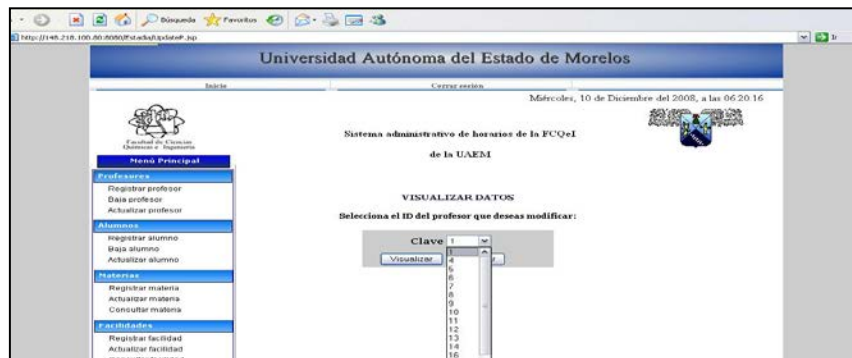 Búsqueda Favoritos
http://148.218.100.80:8080/Estadia/UpdateP.jsp Ir
Universidad Autónoma del Estado de Morelos
Inicio Cerrar sesión
Miércoles, 10 de Diciembre del 2008, a las 06:20:16
Facultad de Ciencias
Químicas e Ingeniería
Sistema administrativo de horarios de la FCQeI
de la UAEM
Menú Principal
Profesores
Registrar profesor
Baja profesor
Actualizar profesor
Alumnos
Registrar alumno
Baja alumno
Actualizar alumno
Materias
Registrar materia
Actualizar materia
Consultar materia
Facilidades
Registrar facilidad
Actualizar facilidad
VISUALIZAR DATOS
Selecciona el ID del profesor que deseas modificar:
Clave 1
Visualizar
1
4
5
6
7
8
9
10
11
12
13
14
16